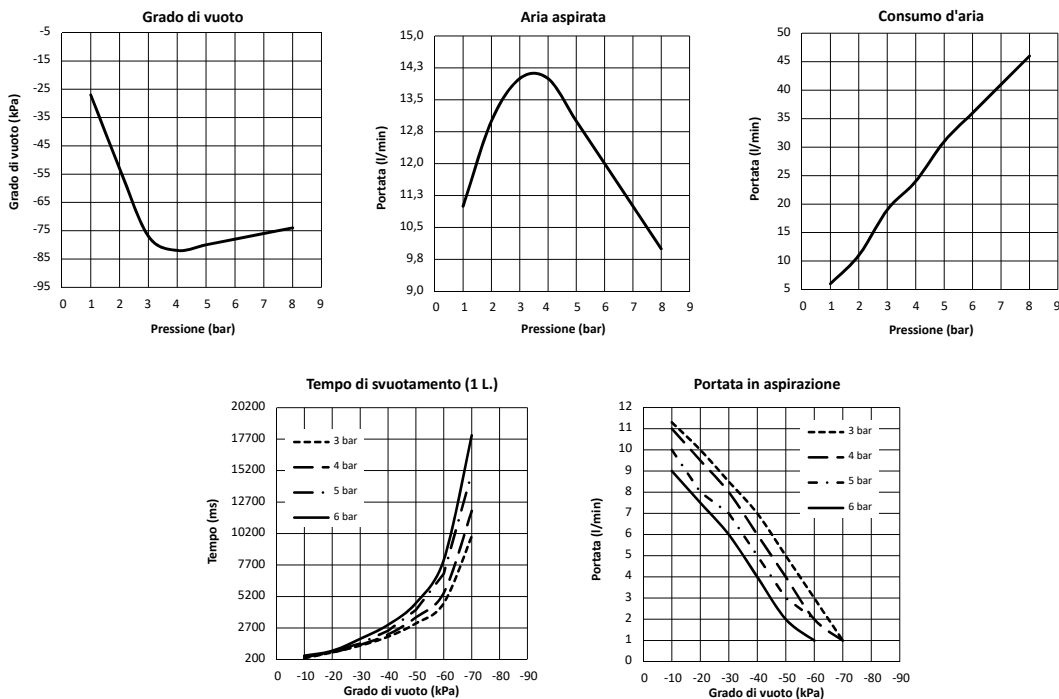 Grado di vuoto
Grado di vuoto (kPa)
-5
-15
-25
-35
-45
-55
-65
-75
-85
-95
0 1 2 3 4 5 6 7 8 9
Pressione (bar)
Aria aspirata
Portata (l/min)
15,0
14,3
13,5
12,8
12,0
11,3
10,5
9,8
9,0
0 1 2 3 4 5 6 7 8 9
Pressione (bar)
Consumo d'aria
Portata (l/min)
50
45
40
35
30
25
20
15
10
5
0 1 2 3 4 5 6 7 8 9
Pressione (bar)
Tempo di svuotamento (1 L.)
Tempo (ms)
20200
17700
15200
12700
10200
7700
5200
2700
200
3 bar
4 bar
5 bar
6 bar
0 -10 -20 -30 -40 -50 -60 -70 -80 -90
Grado di vuoto (kPa)
Portata in aspirazione
Portata (l/min)
12
11
10
9
8
7
6
5
4
3
2
1
0
3 bar
4 bar
5 bar
6 bar
0 -10 -20 -30 -40 -50 -60 -70 -80 -90
Grado di vuoto (kPa)